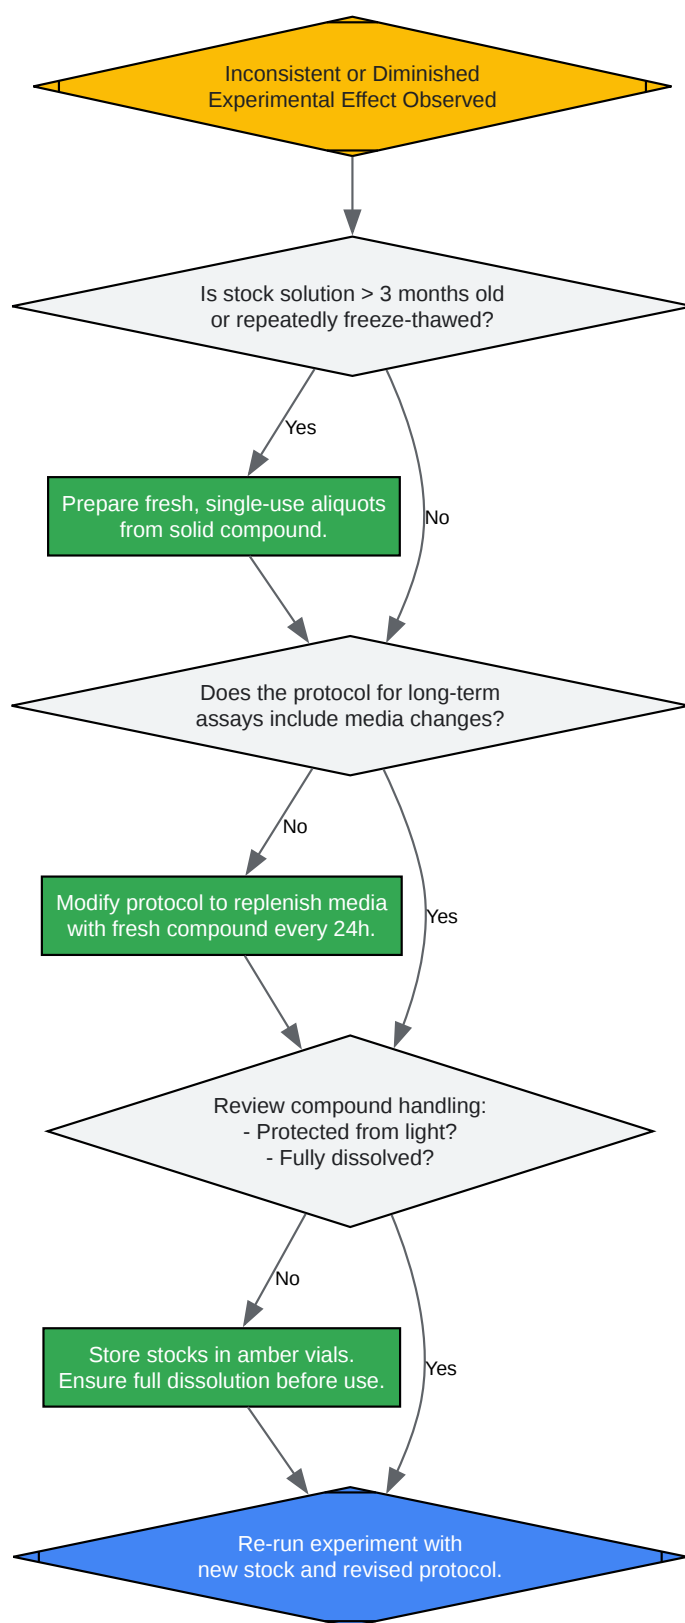 Inconsistent or Diminished
Experimental Effect Observed
Is stock solution > 3 months old
or repeatedly freeze-thawed?
Yes
Prepare fresh, single-use aliquots
from solid compound.
No
Does the protocol for long-term
assays include media changes?
No
Modify protocol to replenish media
with fresh compound every 24h.
Yes
Review compound handling:
- Protected from light?
- Fully dissolved?
No
Store stocks in amber vials.
Ensure full dissolution before use.
Yes
Re-run experiment with
new stock and revised protocol.